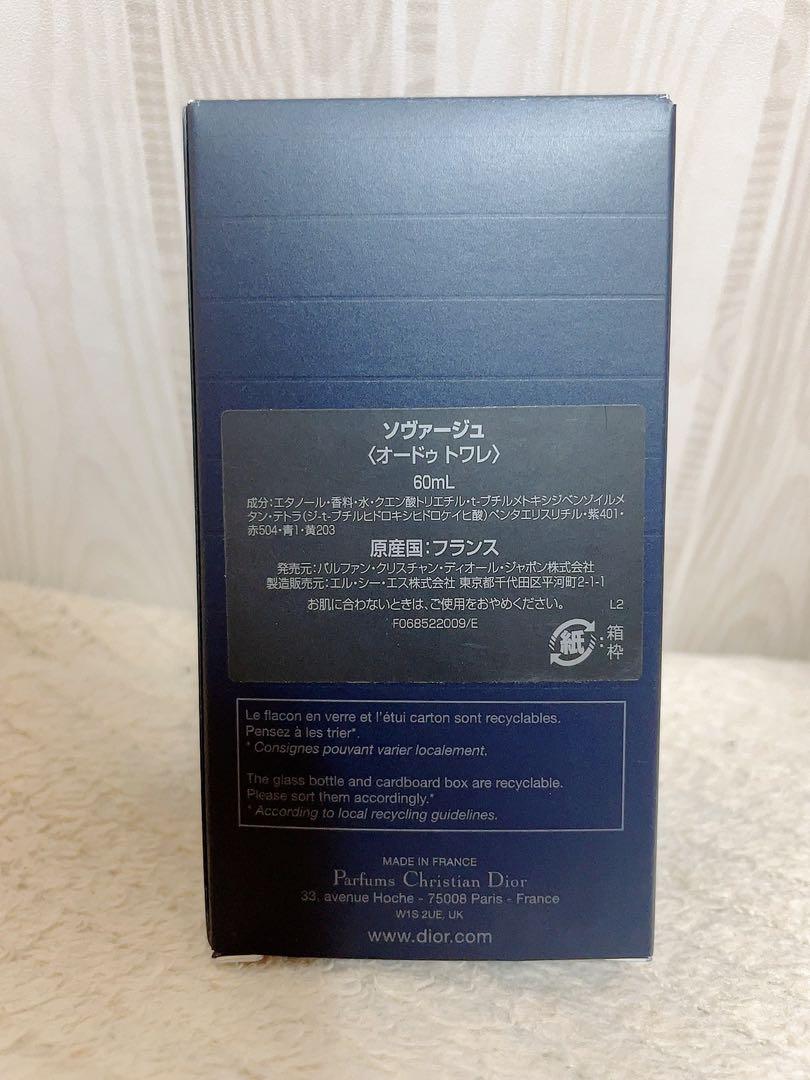 ソヴァージュ
〈オードゥ トワレ〉
60mL
成分:エタノール・香料・水・クエン酸トリエチル・t-ブチルメトキシジベンゾイルメ
タン・テトラ(ジ-t-ブチルヒドロキシヒドロケイヒ酸)ペンタエリスリチル・紫401・
赤504・青1・黄203
原産国:フランス
発売元:パルファン・クリスチャン・ディオール・ジャポン株式会社
製造販売元:エル・シー・エス株式会社 東京都千代田区平河町2-1-1
お肌に合わないときは、ご使用をおやめください。 L2
F068522009/E
紙:箱
枠
Le flacon en verre et l'étui carton sont recyclables.
Pensez à les trier*.
* Consignes pouvant varier localement.
The glass bottle and cardboard box are recyclable.
Please sort them accordingly.*
* According to local recycling guidelines.
MADE IN FRANCE
Parfums Christian Dior
33, avenue Hoche - 75008 Paris - France
W1S 2UE, UK
www.dior.com